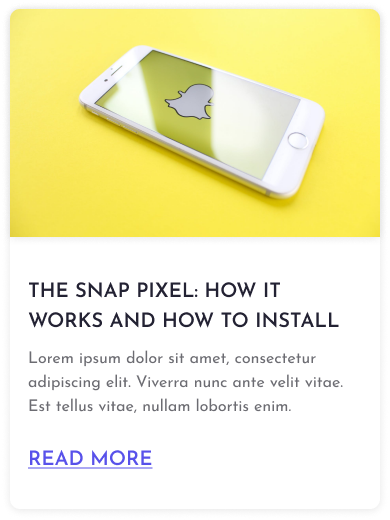 THE SNAP PIXEL: HOW IT
WORKS AND HOW TO INSTALL
Lorem ipsum dolor sit amet, consectetur
adipiscing elit. Viverra nunc ante velit vitae.
Est tellus vitae, nullam lobortis enim.
READ MORE